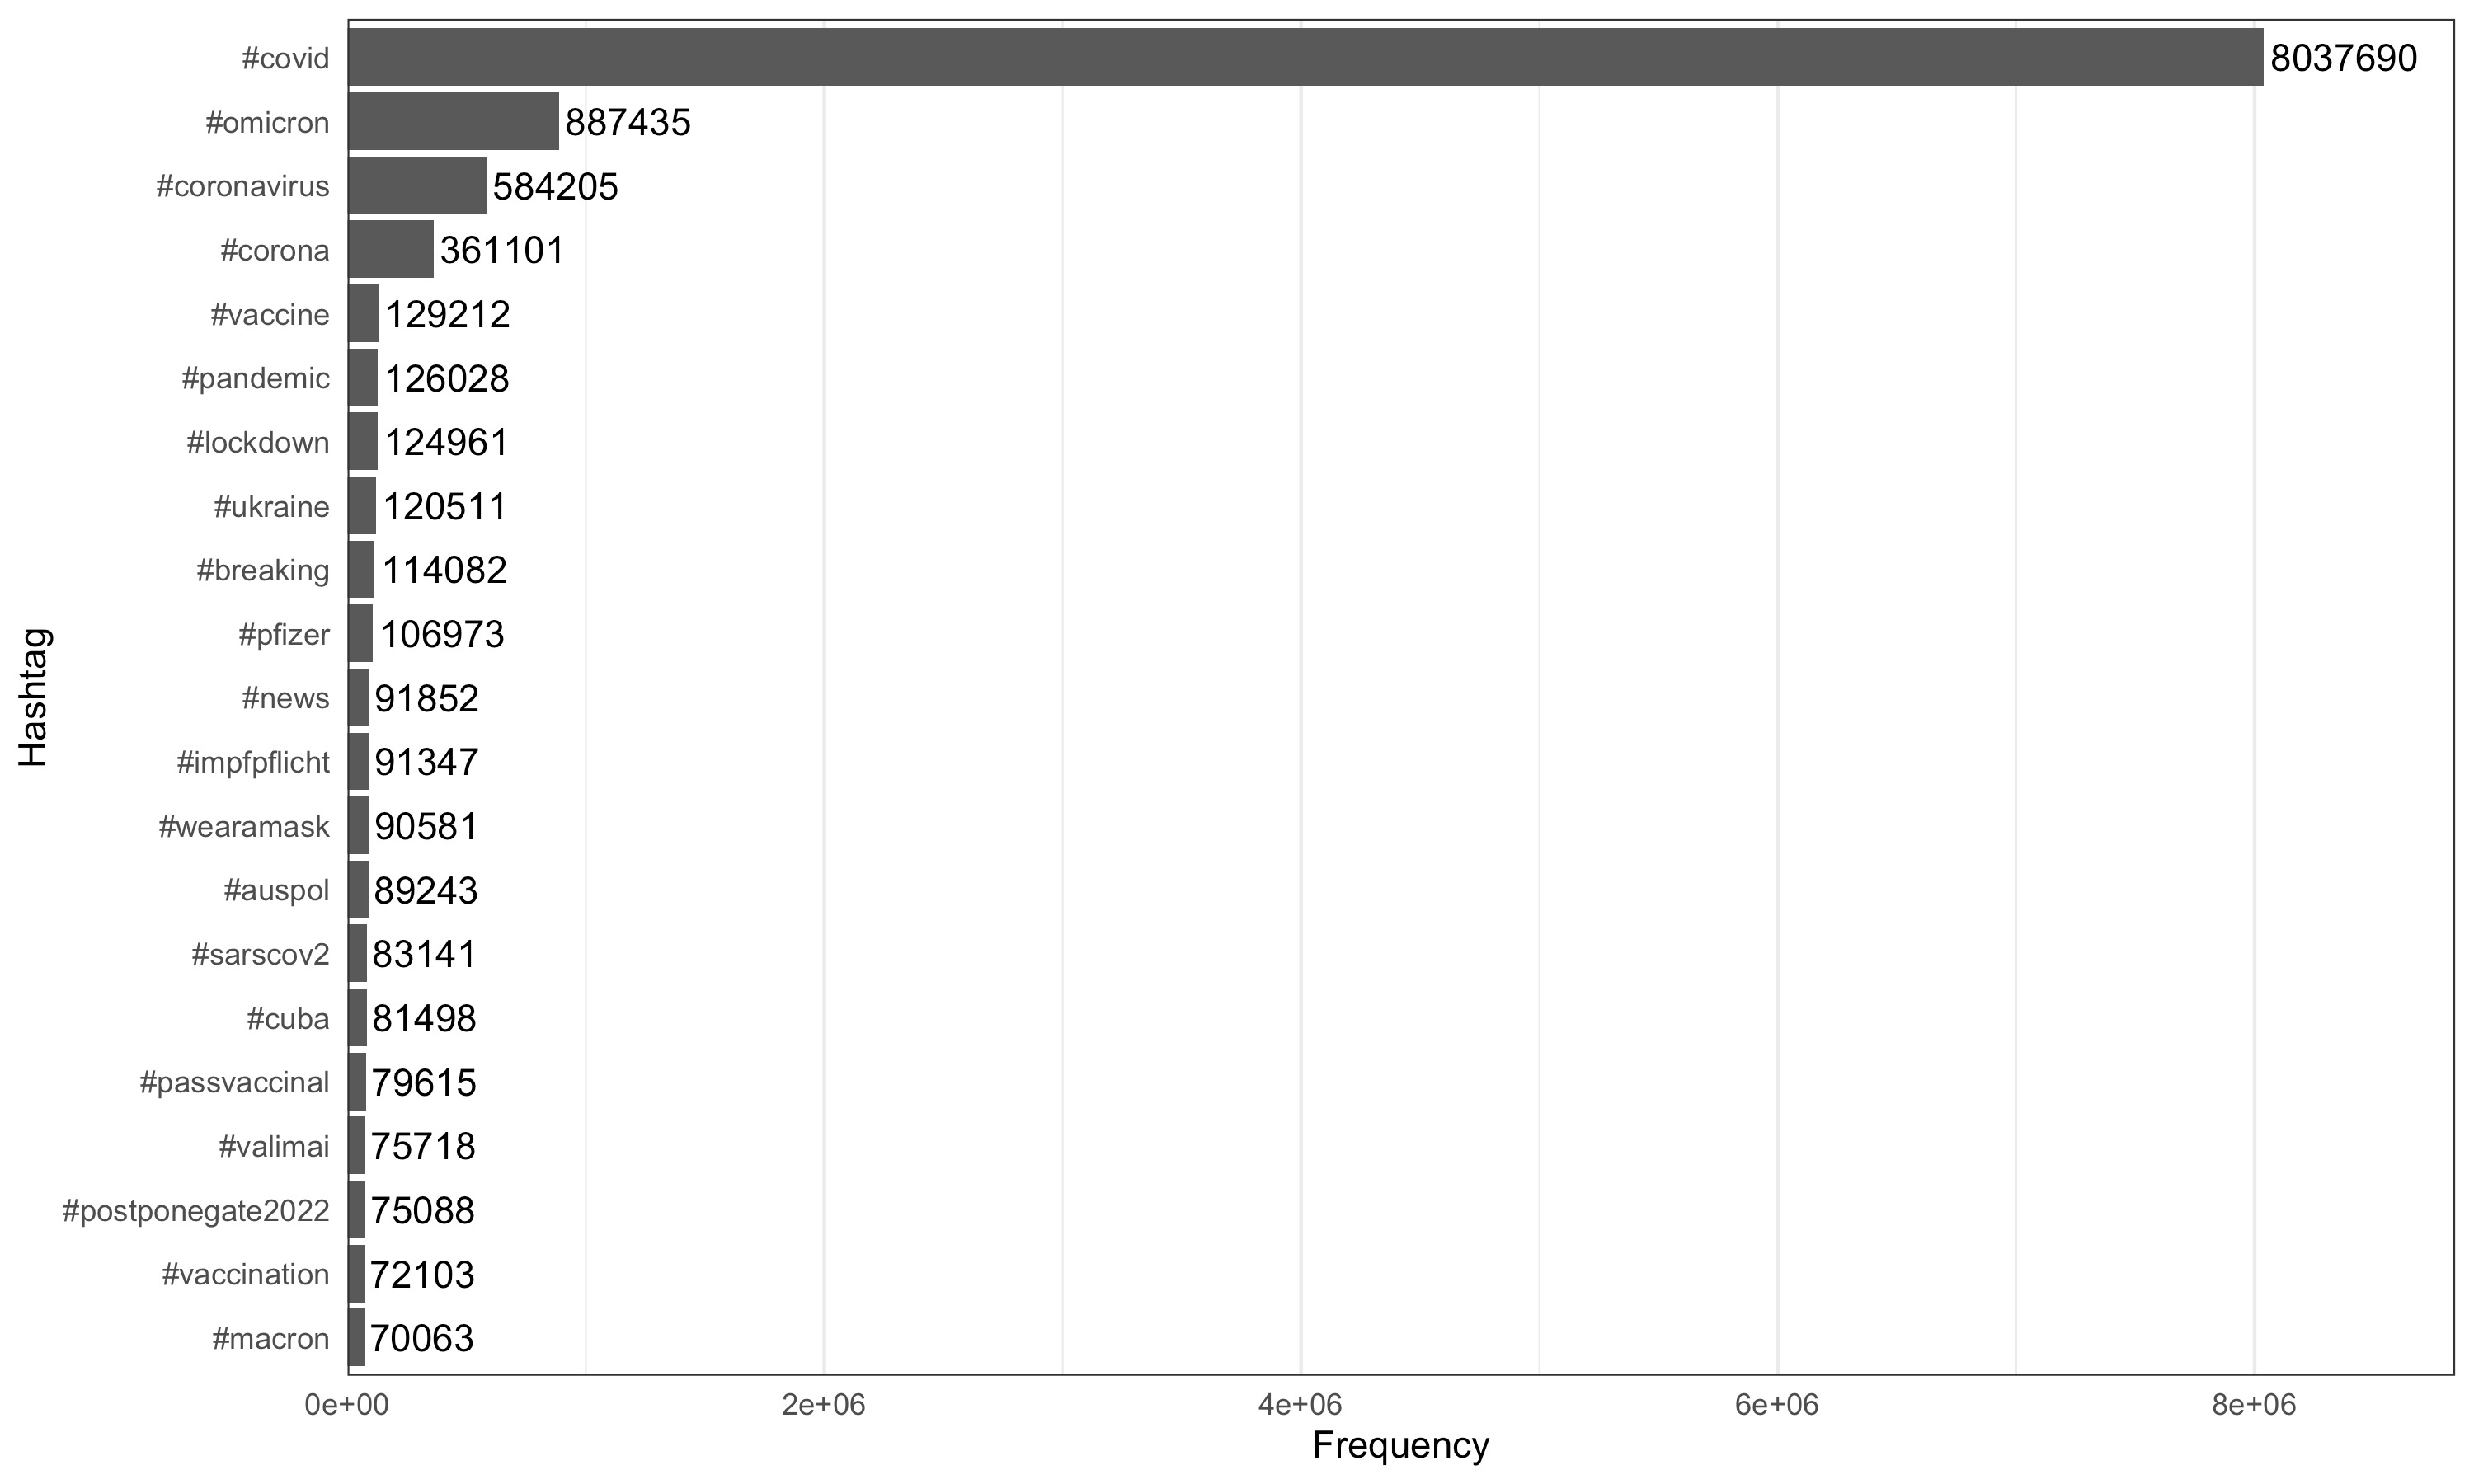 #covid 8037690
#omicron 887435
#coronavirus 584205
#corona 361101
#vaccine 129212
#pandemic 126028
#lockdown 124961
#ukraine 120511
#breaking 114082
#pfizer 106973
#news 91852
#impfpflicht 91347
#wearamask 90581
#auspol 89243
#sarscov2 83141
#cuba 81498
#passvaccinal 79615
#valimai 75718
#postponegate2022 75088
#vaccination 72103
#macron 70063
Hashtag
0e+00 2e+06 4e+06 6e+06 8e+06
Frequency